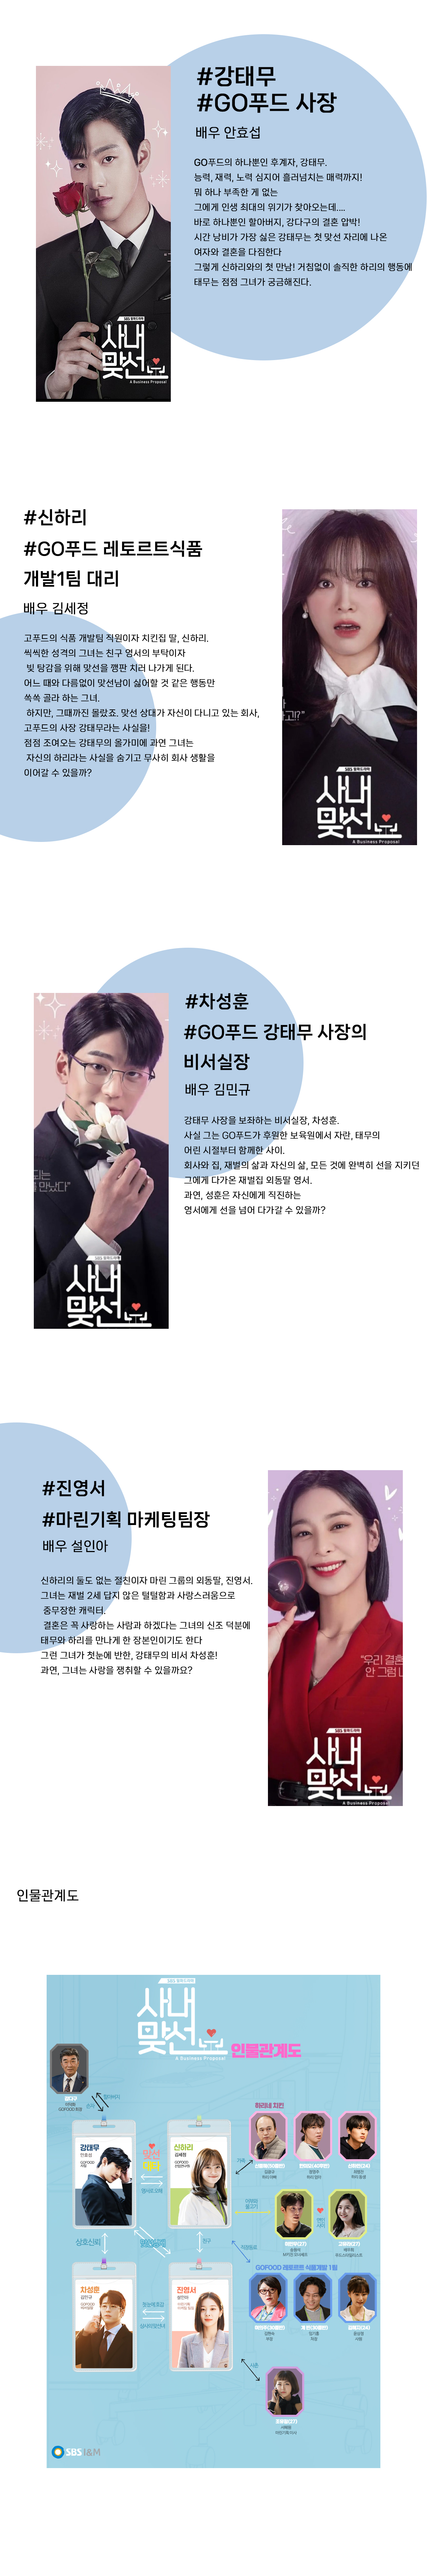 #강태무
#GO푸드 사장
배우 안효섭
GO푸드의 하나뿐인 후계자, 강태무.
능력, 재력, 노력 심지어 흘러넘치는 매력까지!
뭐 하나 부족한 게 없는
그에게 인생 최대의 위기가 찾아오는데....
바로 하나뿐인 할아버지, 강다구의 결혼 압박!
시간 낭비가 가장 싫은 강태무는 첫 맞선 자리에 나온
여자와 결혼을 다짐한다
그렇게 신하리와의 첫 만남! 거침없이 솔직한 하리의 행동에
태무는 점점 그녀가 궁금해진다.
SBS 월화드라마
사내
맞선
A Business Proposal
#신하리
#GO푸드 레토르트식품
개발1팀 대리
배우 김세정
고푸드의 식품 개발팀 직원이자 치킨집 딸, 신하리.
씩씩한 성격의 그녀는 친구 영서의 부탁이자
빚 탕감을 위해 맞선을 깽판 치러 나가게 된다.
어느 때와 다름없이 맞선남이 싫어할 것 같은 행동만
쏙쏙 골라 하는 그녀.
하지만, 그때까진 몰랐죠. 맞선 상대가 자신이 다니고 있는 회사,
고푸드의 사장 강태무라는 사실을!
점점 조여오는 강태무의 올가미에 과연 그녀는
자신의 하리라는 사실을 숨기고 무사히 회사 생활을
이어갈 수 있을까?
고!?"
SBS 월화드라마
사내
맞선
A Business Proposal
#차성훈
#GO푸드 강태무 사장의
비서실장
배우 김민규
강태무 사장을 보좌하는 비서실장, 차성훈.
사실 그는 GO푸드가 후원한 보육원에서 자란, 태무의
어린 시절부터 함께한 사이.
회사와 집, 재벌의 삶과 자신의 삶, 모든 것에 완벽히 선을 지키던
그에게 다가온 재벌집 외동딸 영서.
과연, 성훈은 자신에게 직진하는
영서에게 선을 넘어 다가갈 수 있을까?
되는
만났다"
SBS 월화드라마
사내
맞선
#진영서
#마린기획 마케팅팀장
배우 설인아
신하리의 둘도 없는 절친이자 마린 그룹의 외동딸, 진영서.
그녀는 재벌 2세 답지 않은 털털함과 사랑스러움으로
중무장한 캐릭터.
결혼은 꼭 사랑하는 사람과 하겠다는 그녀의 신조 덕분에
태무와 하리를 만나게 한 장본인이기도 한다
그런 그녀가 첫눈에 반한, 강태무의 비서 차성훈!
과연, 그녀는 사랑을 쟁취할 수 있을까요?
"우리 결혼
안 그럼 나
SBS 월화드라마
사내
맞선
A Business Proposal
인물관계도
SBS 월화드라마
사내
맞선
A Business Proposal
인물관계도
하리네 치킨
강태무
안효섭
신하리
김세정
맞선
상호신뢰
친구
차성훈
김민규
진영서
설인아
GOFOOD 레토르트 식품개발 1팀
사촌
SBS I&M